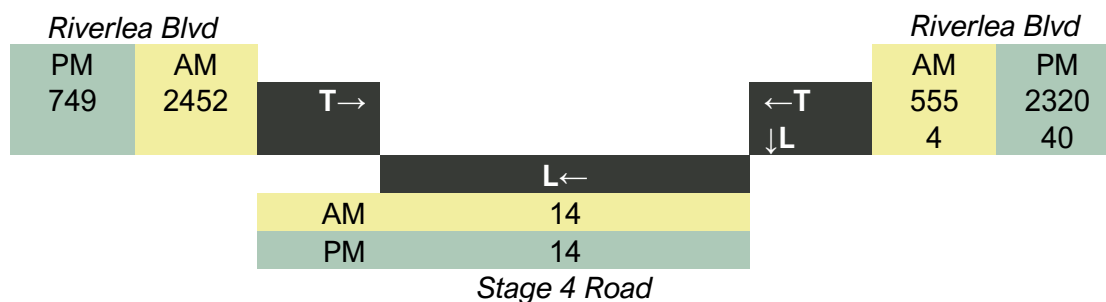 Riverlea Blvd Riverlea Blvd
PM AM AM PM
749 2452 T→ ←T 555 2320
↓L 4 40
L←
AM 14
PM 14
Stage 4 Road